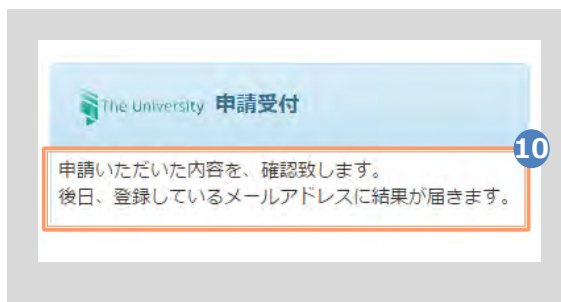 The University 申請受付
10
申請いただいた内容を、確認致します。
後日、登録しているメールアドレスに結果が届きます。